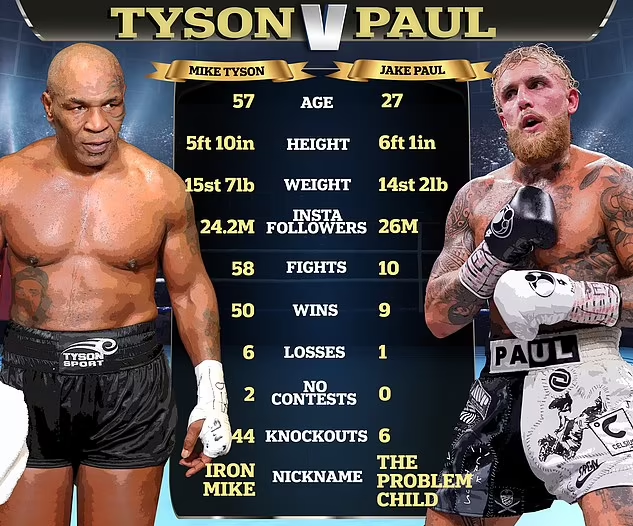 TYSON V PAUL
MIKE TYSON JAKE PAUL
57 AGE 27
5ft 10in HEIGHT 6ft 1in
15st 7lb WEIGHT 14st 2lb
24.2M INSTA FOLLOWERS 26M
58 FIGHTS 10
50 WINS 9
6 LOSSES 1
2 NO CONTESTS 0
44 KNOCKOUTS 6
IRON MIKE NICKNAME THE PROBLEM CHILD
TYSON
SPORT
PAUL
CELSIUS